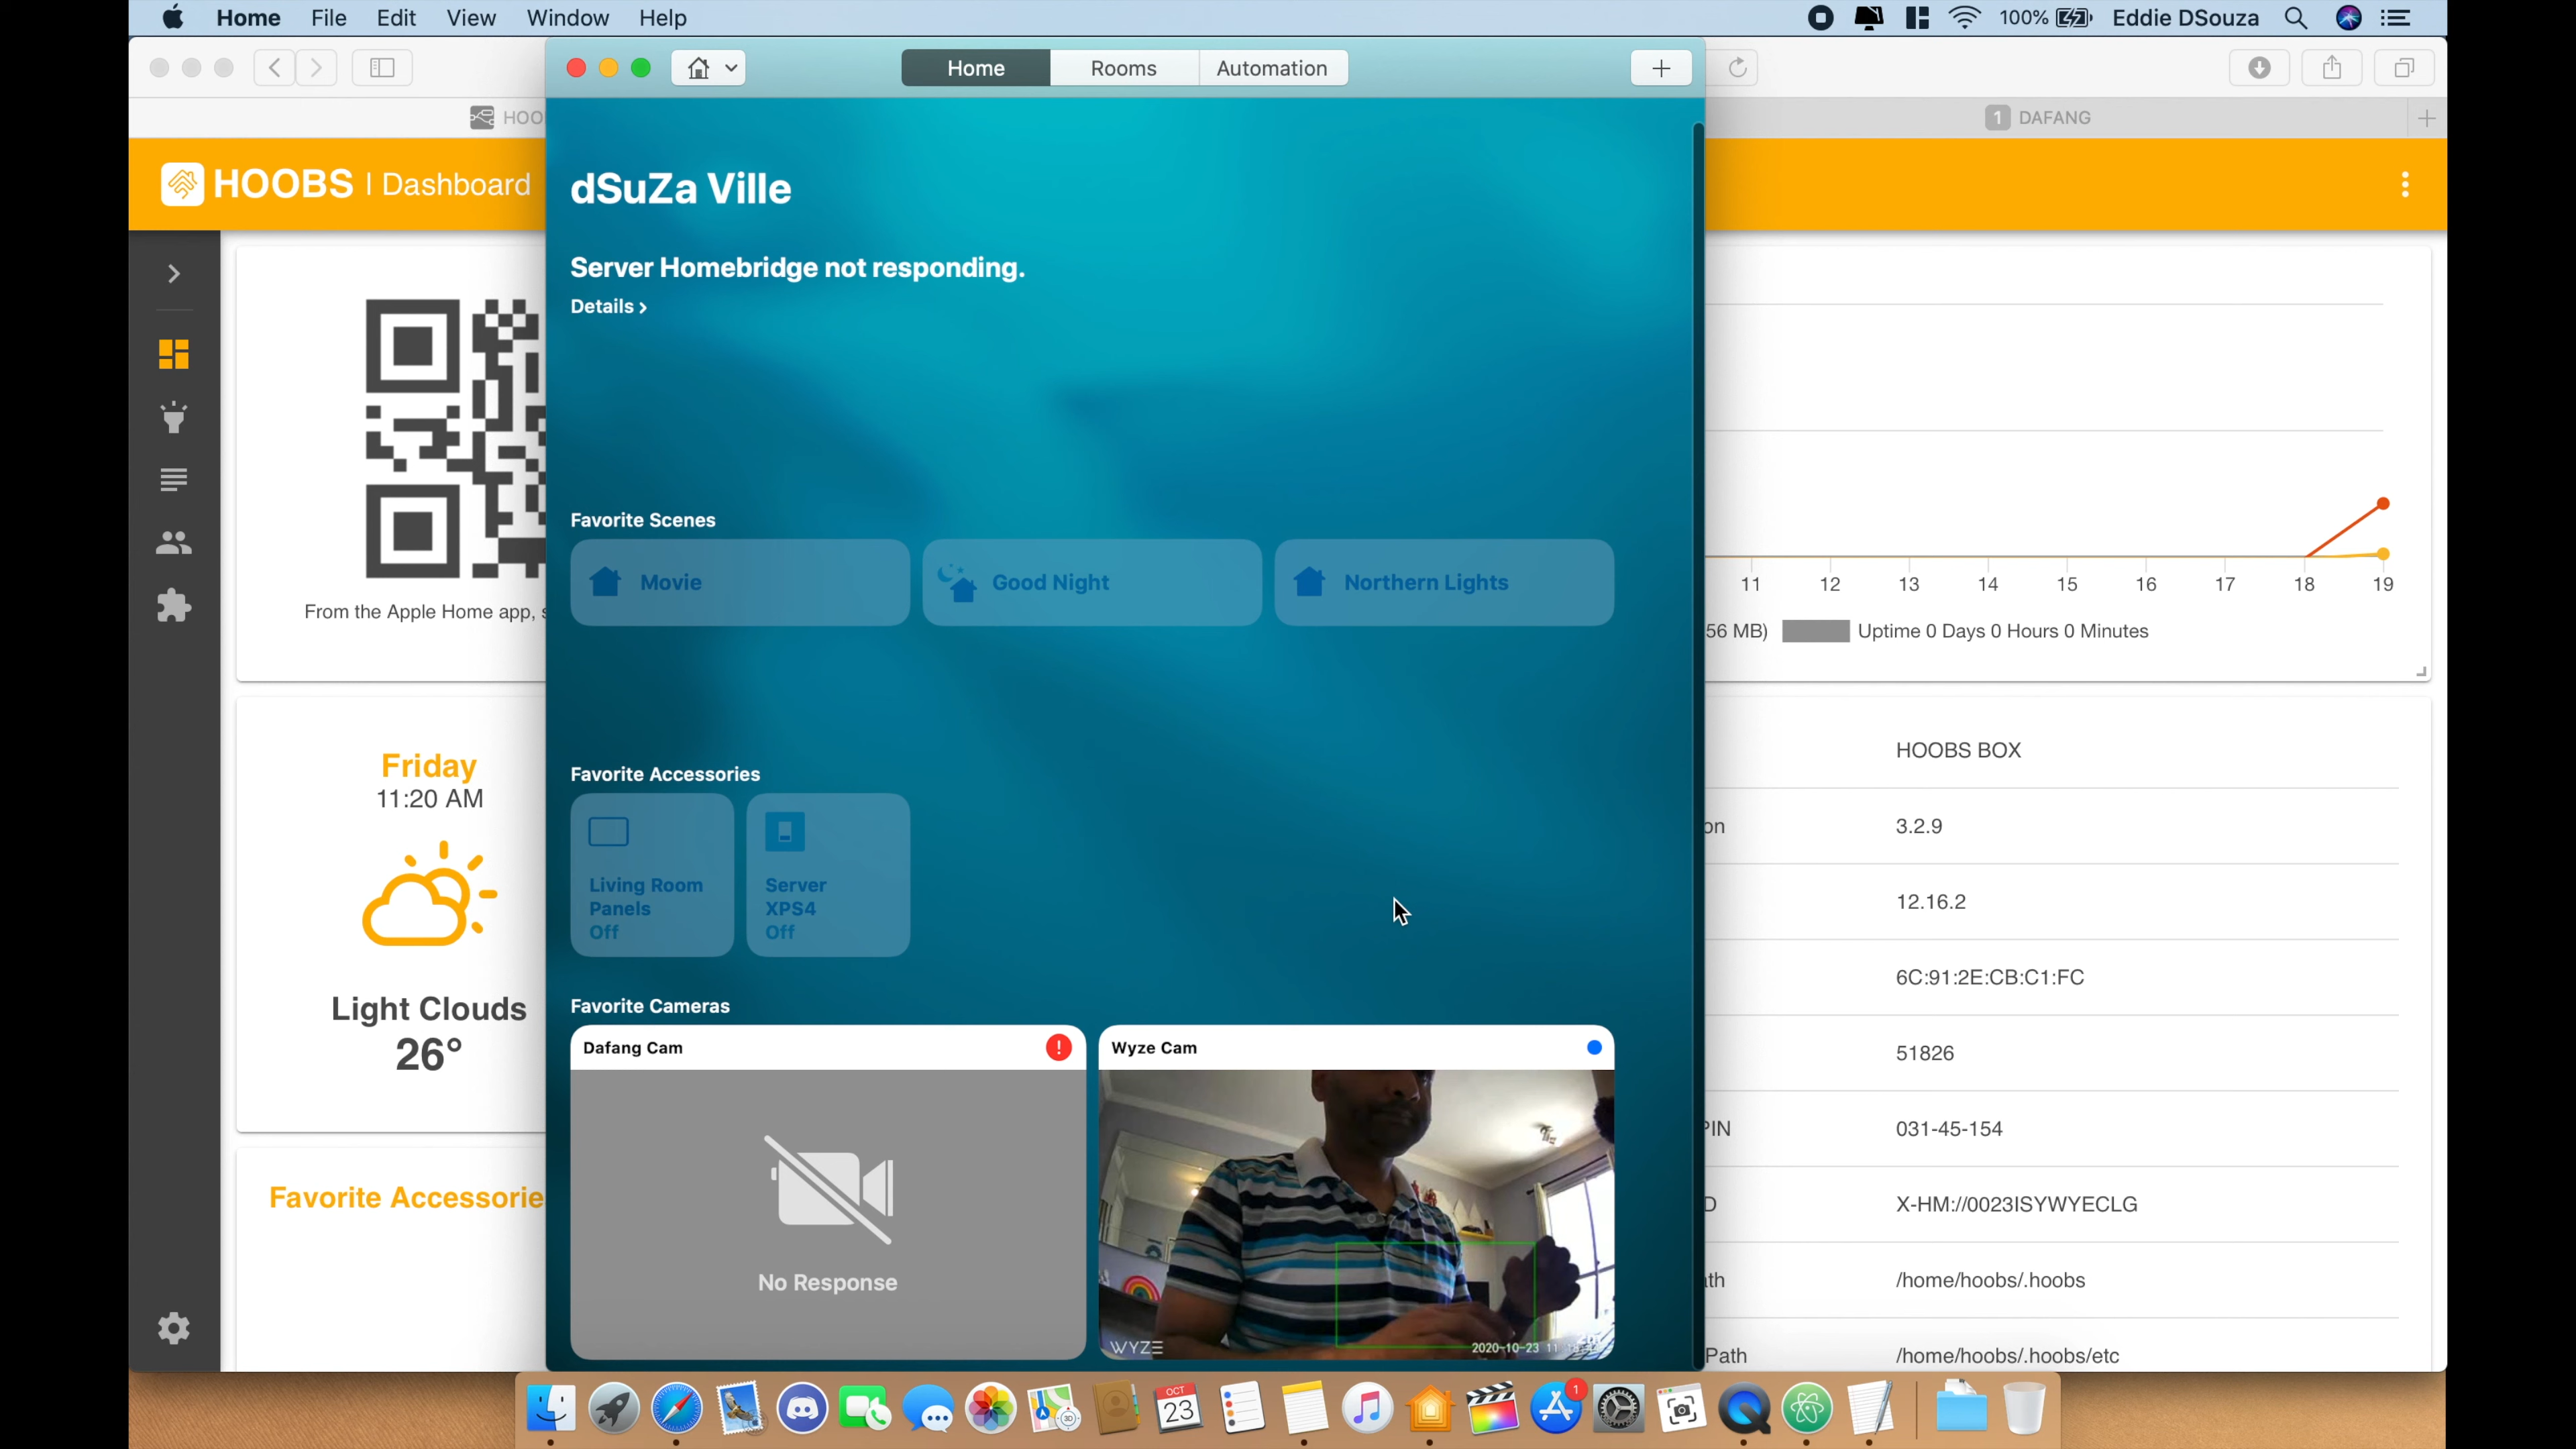 Home File Edit View Window Help
100% Eddie DSouza
Home Rooms Automation
HOO
1 DAFANG
HOOBS | Dashboard
dSuZa Ville
Server Homebridge not responding.
Details ›
From the Apple Home app, s
Favorite Scenes
Movie
Good Night
Northern Lights
11 12 13 14 15 16 17 18 19
56 MB) Uptime 0 Days 0 Hours 0 Minutes
Friday
11:20 AM
Light Clouds
26°
Favorite Accessorie
Favorite Accessories
Living Room
Panels
Off
Server
XPS4
Off
Favorite Cameras
Dafang Cam
No Response
Wyze Cam
WYZE
2020-10-23 11
HOOBS BOX
on 3.2.9
12.16.2
6C:91:2E:CB:C1:FC
51826
PIN 031-45-154
D X-HM://0023ISYWYECLG
ath /home/hoobs/.hoobs
Path /home/hoobs/.hoobs/etc
OCT
23
3D
1